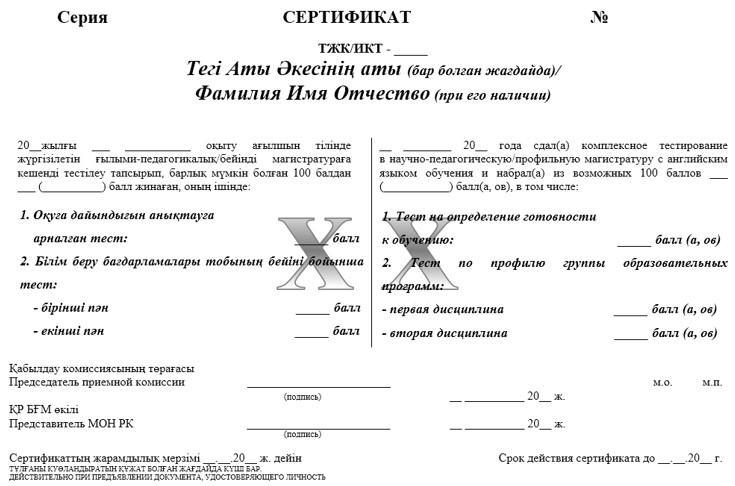 Серия СЕРТИФИКАТ №
ТЖК/ИКТ - _____
Тегі Аты Әкесінің аты (бар болған жағдайда)/
Фамилия Имя Отчество (при его наличии)
20__жылғы ___ ____________ оқыту ағылшын тілінде
жүргізілетін ғылыми-педагогикалық/бейінді магистратураға
кешенді тестілеу тапсырып, барлық мүмкін болған 100 балдан
___ (___________) балл жинаған, оның ішінде:
1. Оқуға дайындығын анықтауға
арналған тест: _____ балл
2. Білім беру бағдарламалары тобының бейіні бойынша
тест:
- бірінші пән _____ балл
- екінші пән _____ балл
__ _________ 20__ года сдал(а) комплексное тестирование
в научно-педагогическую/профильную магистратуру с английским
языком обучения и набрал(а) из возможных 100 баллов ___
(___________) балл(а, ов), в том числе:
1. Тест на определение готовности
к обучению: _____ балл (а, ов)
2. Тест по профилю группы образовательных
программ:
- первая дисциплина _____ балл (а, ов)
- вторая дисциплина _____ балл (а, ов)
X X
Қабылдау комиссиясының төрағасы
Председатель приемной комиссии _______________________ м.о. м.п.
(подпись) __ __________ 20__ ж.
ҚР БҒМ өкілі
Представитель МОН РК _______________________ __ __________ 20__ ж.
(подпись)
Сертификаттың жарамдылық мерзімі __.__.20__ ж. дейін Срок действия сертификата до __.__.20__ г.
ТҰЛҒАНЫ КУӘЛАНДЫРАТЫН ҚҰЖАТ БОЛҒАН ЖАҒДАЙДА КҮШІ БАР.
ДЕЙСТВИТЕЛЬНО ПРИ ПРЕДЪЯВЛЕНИИ ДОКУМЕНТА, УДОСТОВЕРЯЮЩЕГО ЛИЧНОСТЬ